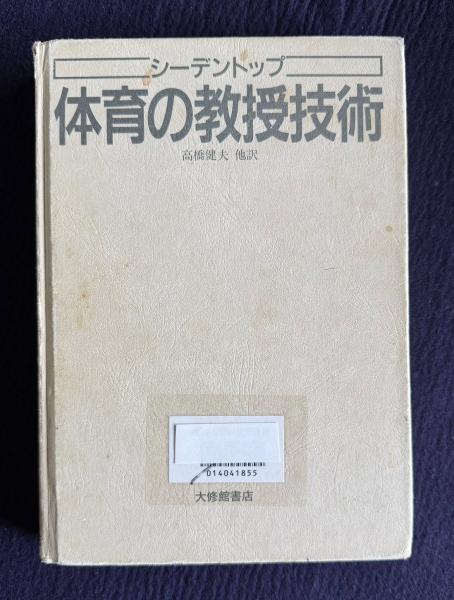 シーデントップ
体育の教授技術
高橋健夫 他訳
014041855
大修館書店